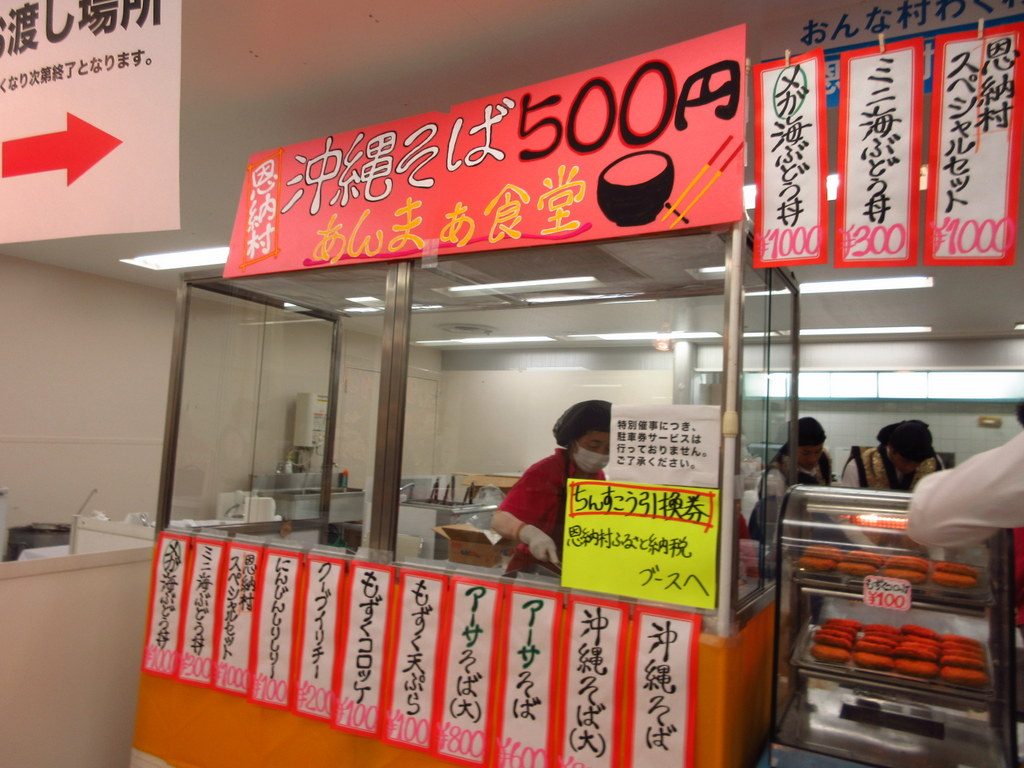 お渡し場所
くなり次第終了となります。
おんな村わく
恩納村
沖縄そば500円
あんまぁ食堂
メガ海ぶどう丼
¥1000
ミニ海ぶどう丼
¥300
恩納村
スペシャルセット
¥1000
特別催事につき、
駐車券サービスは
行っておりません。
ご了承ください。
ちんすこう引換券
恩納村ふるさと納税
ブースへ
メガ海ぶどう丼
¥1000
ミニ海ぶどう丼
¥300
恩納村
スペシャルセット
¥1000
にんじんしりしりー
¥100
クーブイリチー
¥200
もずくコロッケ
¥100
もずく天ぷら
¥100
アーサそば(大)
¥800
アーサそば
¥600
沖縄そば(大)
沖縄そば
もずくコロッケ
¥100